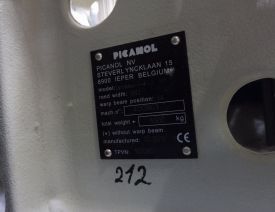 PICANOL
PICANOL NV
STEVERLYNCKLAAN 15
8900 IEPER BELGIUM
model:
reed width:
warp beam position:
mach.n°
total weight + kg
(+) without warp beam
manufactured:
TPVN:
CE
212